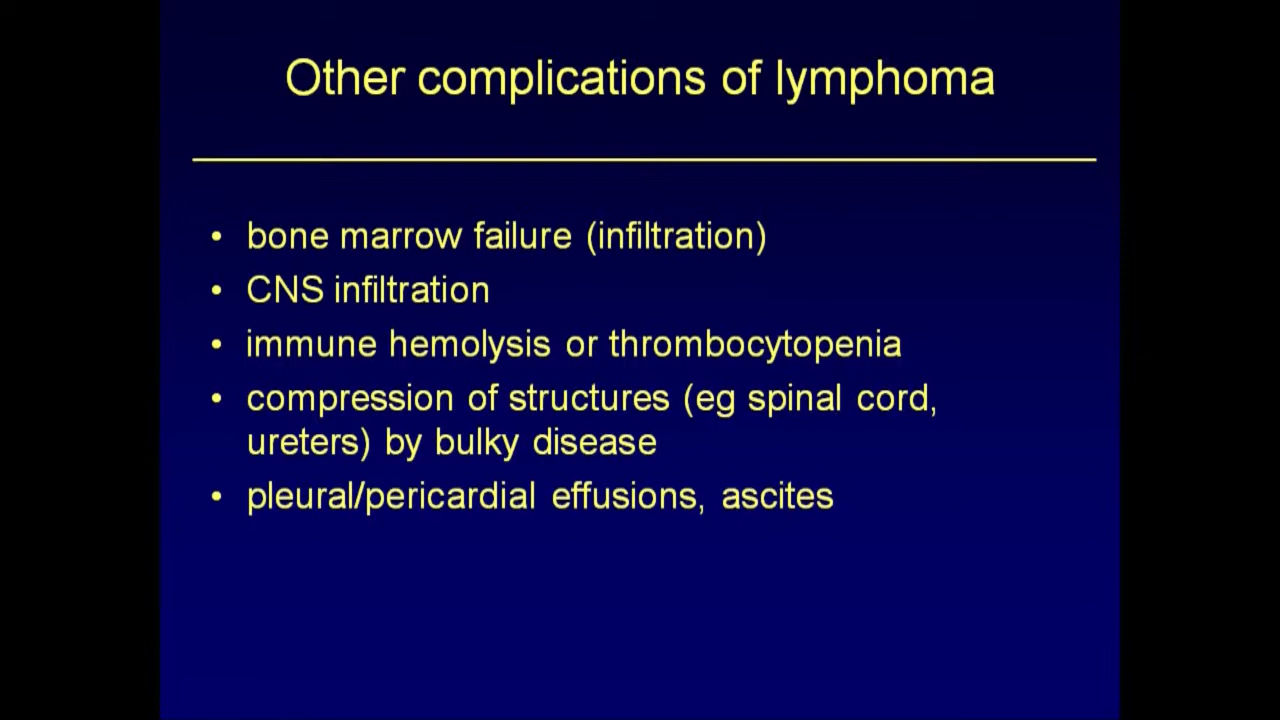 Other complications of lymphoma
• bone marrow failure (infiltration)
• CNS infiltration
• immune hemolysis or thrombocytopenia
• compression of structures (eg spinal cord,
ureters) by bulky disease
• pleural/pericardial effusions, ascites